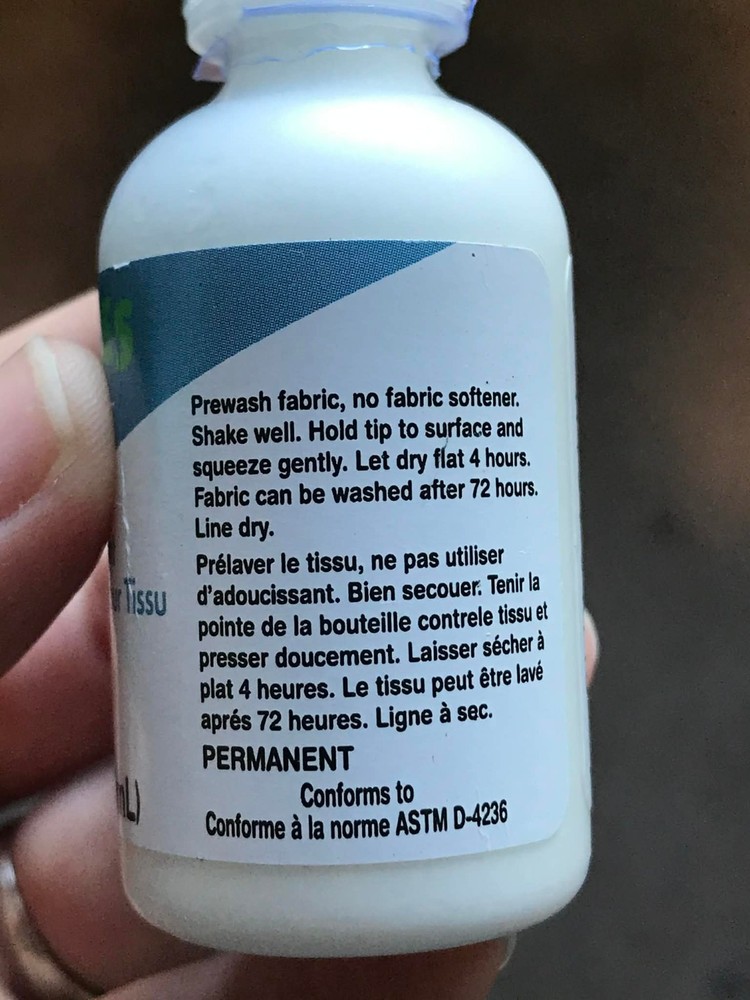 Prewash fabric, no fabric softener.
Shake well. Hold tip to surface and
squeeze gently. Let dry flat 4 hours.
Fabric can be washed after 72 hours.
Line dry.
Prélaver le tissu, ne pas utiliser
d'adoucissant. Bien secouer. Tenir la
pointe de la bouteille contrele tissu et
presser doucement. Laisser sécher à
plat 4 heures. Le tissu peut être lavé
aprés 72 heures. Ligne à sec.
Tissu
PERMANENT
Conforms to
Conforme à la norme ASTM D-4236